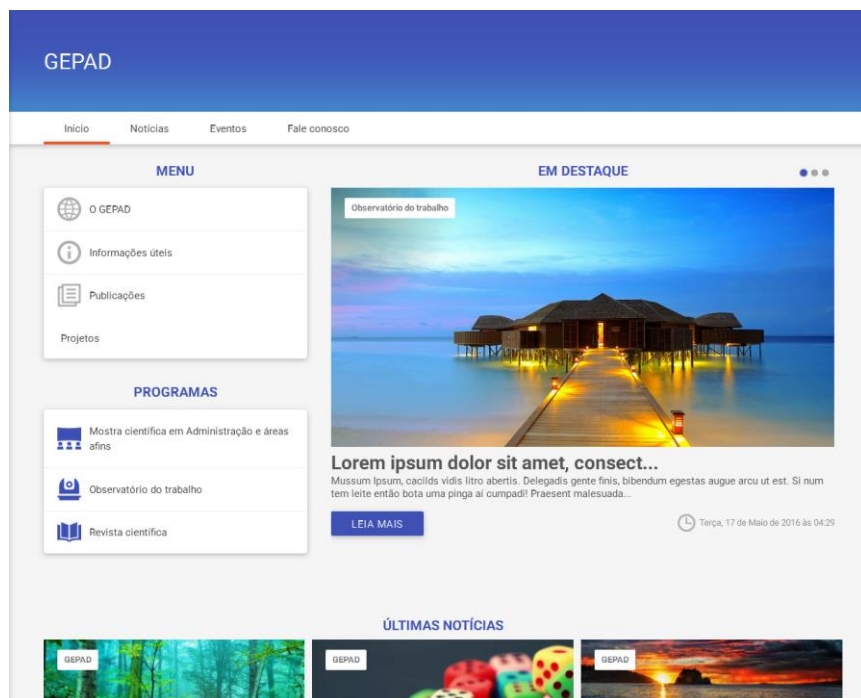 GEPAD
Início
Notícias
Eventos
Fale conosco
MENU
O GEPAD
Informações úteis
Publicações
Projetos
PROGRAMAS
Mostra científica em Administração e áreas
afins
Observatório do trabalho
Revista científica
EM DESTAQUE
Observatório do trabalho
Lorem ipsum dolor sit amet, consect...
Mussum Ipsum, cacilds vidis litro abertis. Delegadis gente finis, bibendum egestas augue arcu ut est. Si num
tem leite então bota uma pinga aí cumpadi! Praesent malesuada...
LEIA MAIS
Terça, 17 de Maio de 2016 às 04:29
ÚLTIMAS NOTÍCIAS
GEPAD
GEPAD
GEPAD